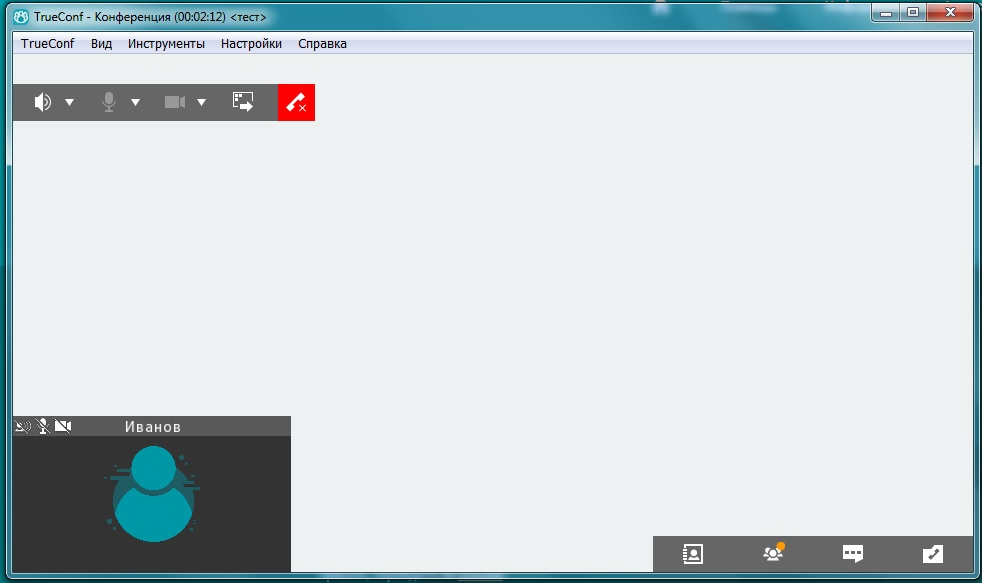 TrueConf - Конференция (00:02:12) <тест>
TrueConf Вид Инструменты Настройки Справка
Иванов